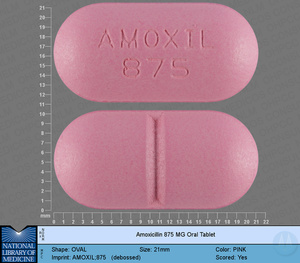 AMOXIL
875
NATIONAL
LIBRARY OF
MEDICINE
Amoxicillin 875 MG Oral Tablet
Shape: OVAL
Size: 21mm
Color: PINK
Imprint: AMOXIL;875 (debossed)
Scored: Yes